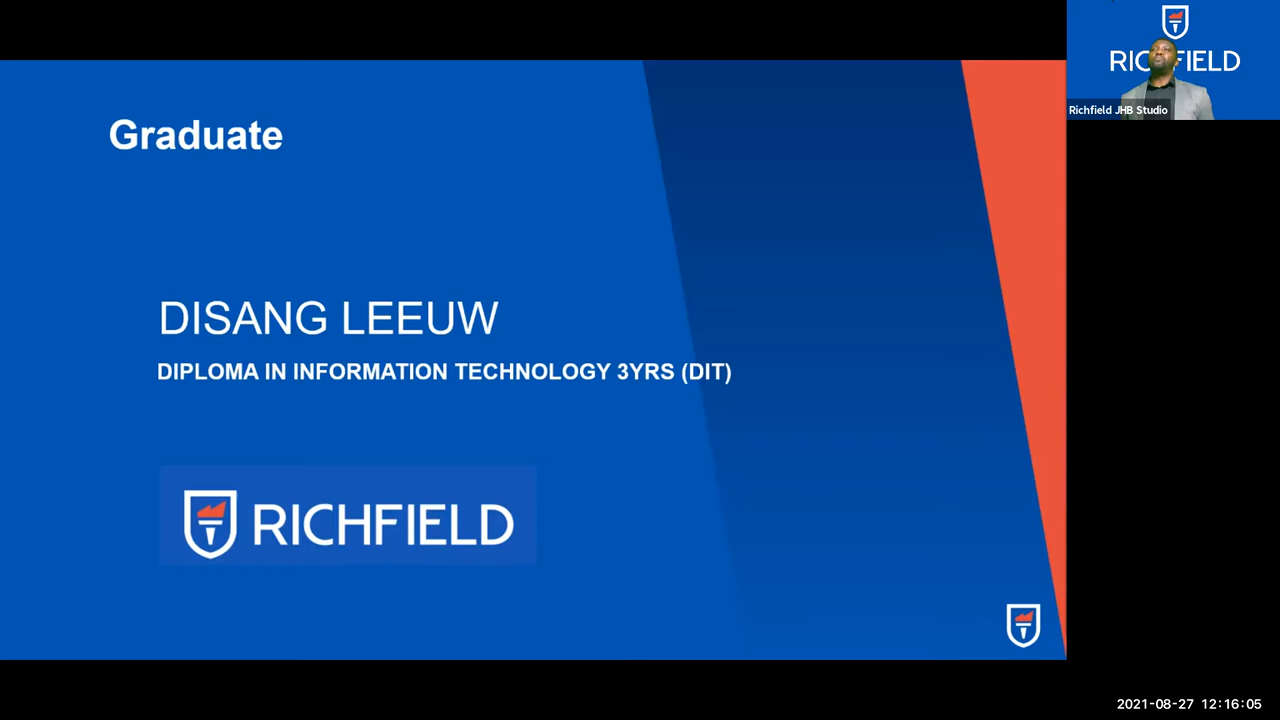 Graduate
DISANG LEEUW
DIPLOMA IN INFORMATION TECHNOLOGY 3YRS (DIT)
RICHFIELD
RICHFIELD
Richfield JHB Studio
2021-08-27 12:16:05